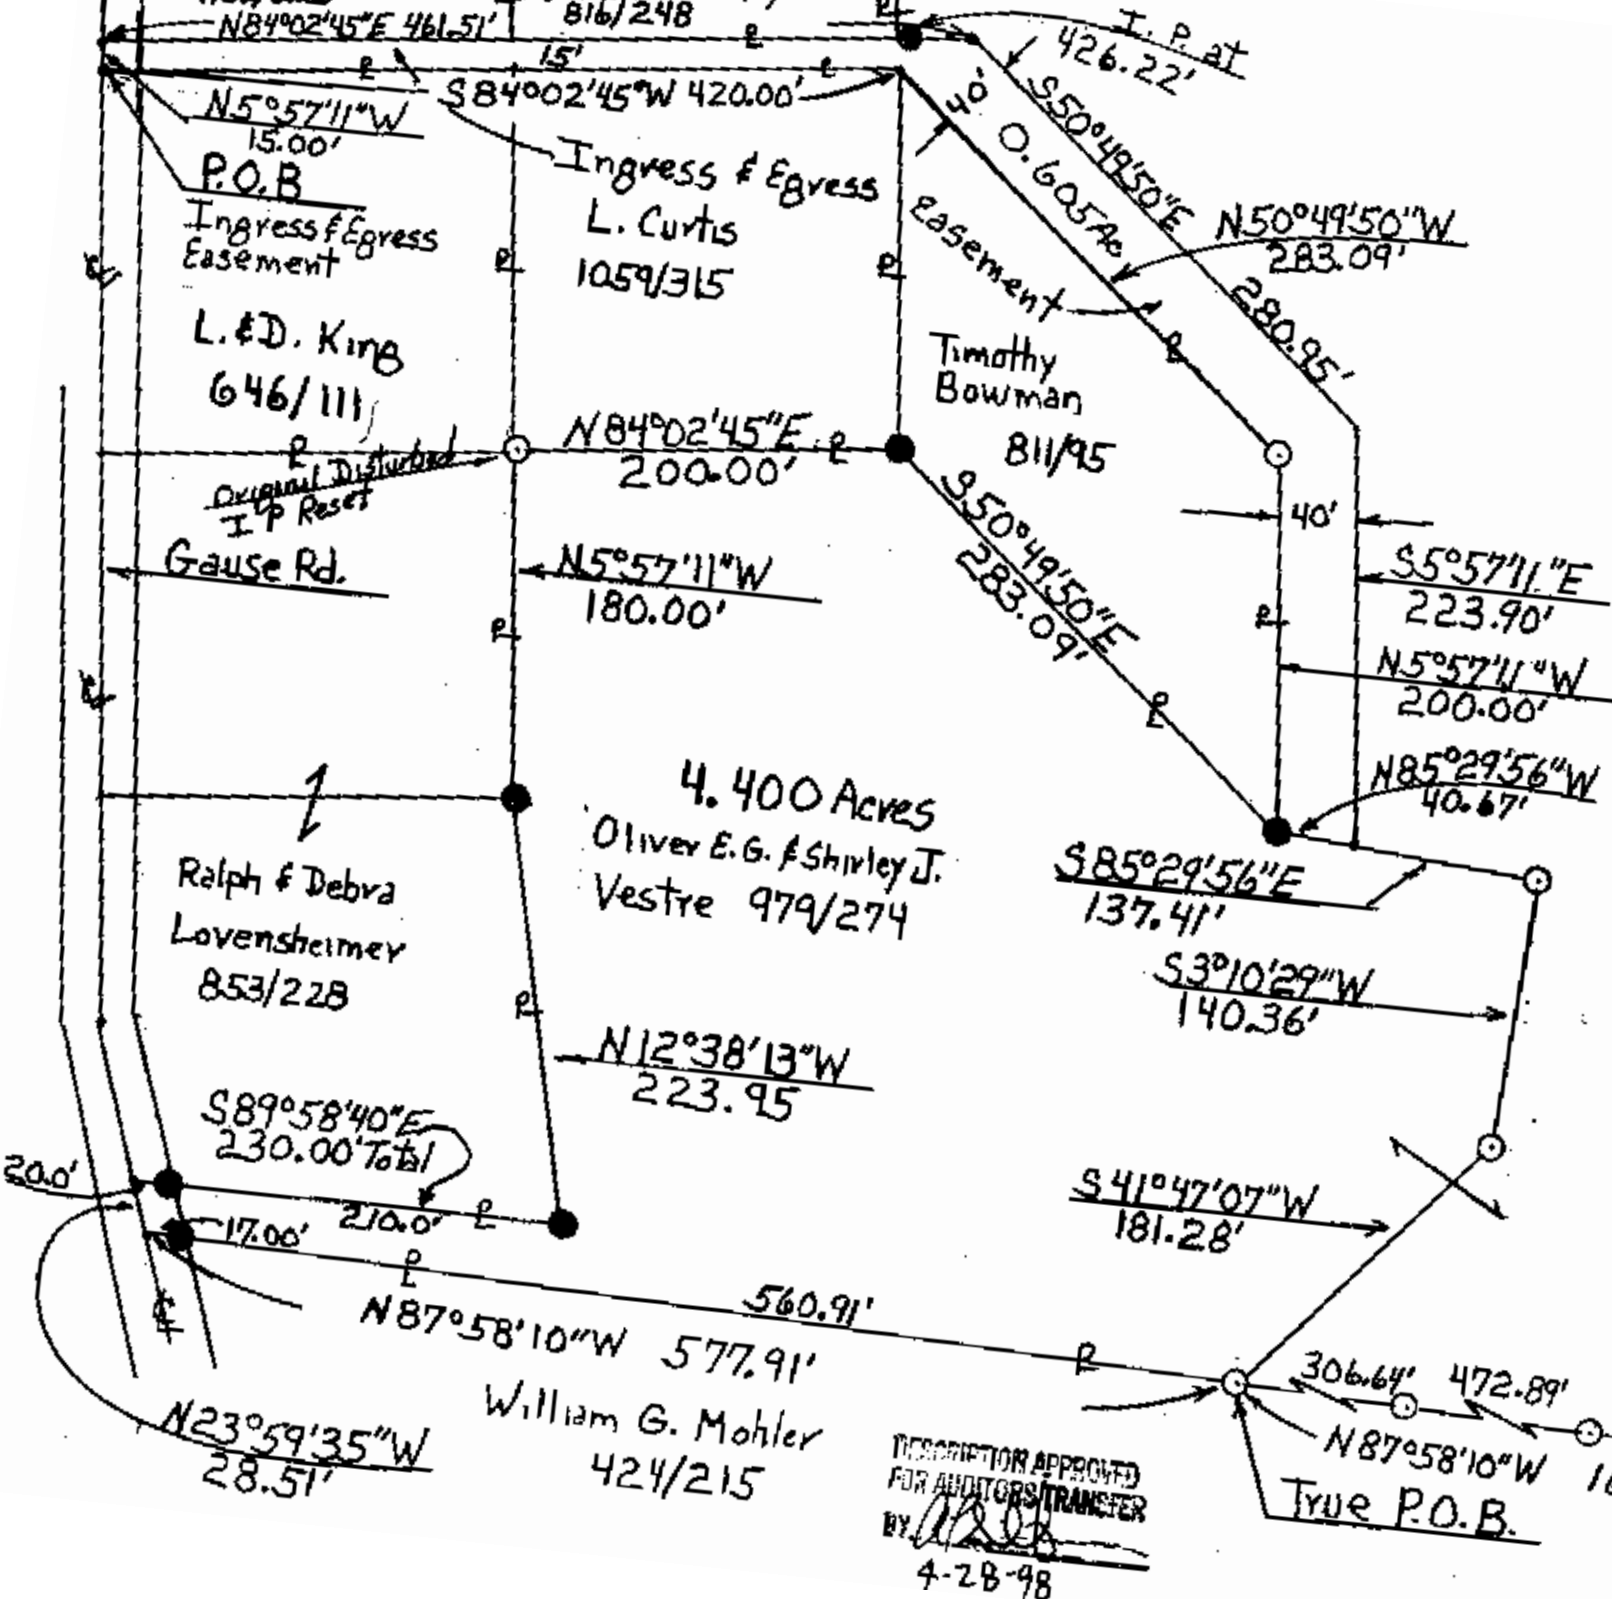 N84°02'45"E 461.51'
816/248
I. P. at
426.22'
15'
S84°02'45"W 420.00'
N5°57'11"W
15.00'
P.O.B
Ingress & Egress
Easement
Ingress & Egress
L. Curtis
1059/315
40'
0.605Ac
S50°49'50"E
280.95'
N50°49'50"W
283.09'
easement
L. & D. King
646/111
Timothy
Bowman
811/95
N84°02'45"E
200.00'
Original Disturbed
I P Reset
Gause Rd.
N5°57'11"W
180.00'
S50°49'50"E
283.09'
40'
S5°57'11"E
223.90'
N5°57'11"W
200.00'
N85°29'56"W
40.67'
4.400 Acres
Oliver E.G. & Shirley J.
Vestre 979/274
S85°29'56"E
137.41'
Ralph & Debra
Lovensheimer
853/228
S3°10'29"W
140.36'
N12°38'13"W
223.95
S89°58'40"E
230.00' Total
20.0'
210.0'
17.00'
S41°47'07"W
181.28'
560.91'
N87°58'10"W 577.91'
William G. Mohler
424/215
N23°59'35"W
28.51'
306.64' 472.89'
N87°58'10"W
True P.O.B.
DESCRIPTION APPROVED
FOR AUDITORS TRANSFER
BY
4-28-98